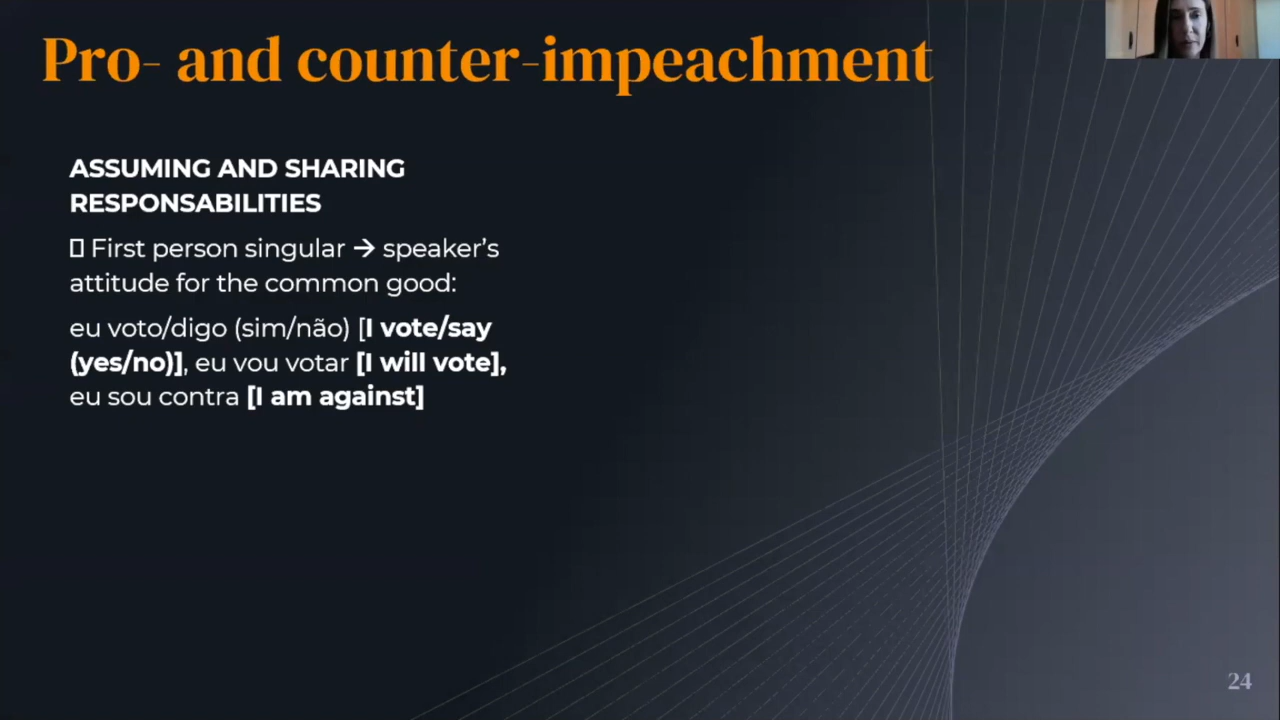 Pro- and counter-impeachment
ASSUMING AND SHARING
RESPONSABILITIES
▯ First person singular → speaker’s
attitude for the common good:
eu voto/digo (sim/não) [I vote/say
(yes/no)], eu vou votar [I will vote],
eu sou contra [I am against]
24